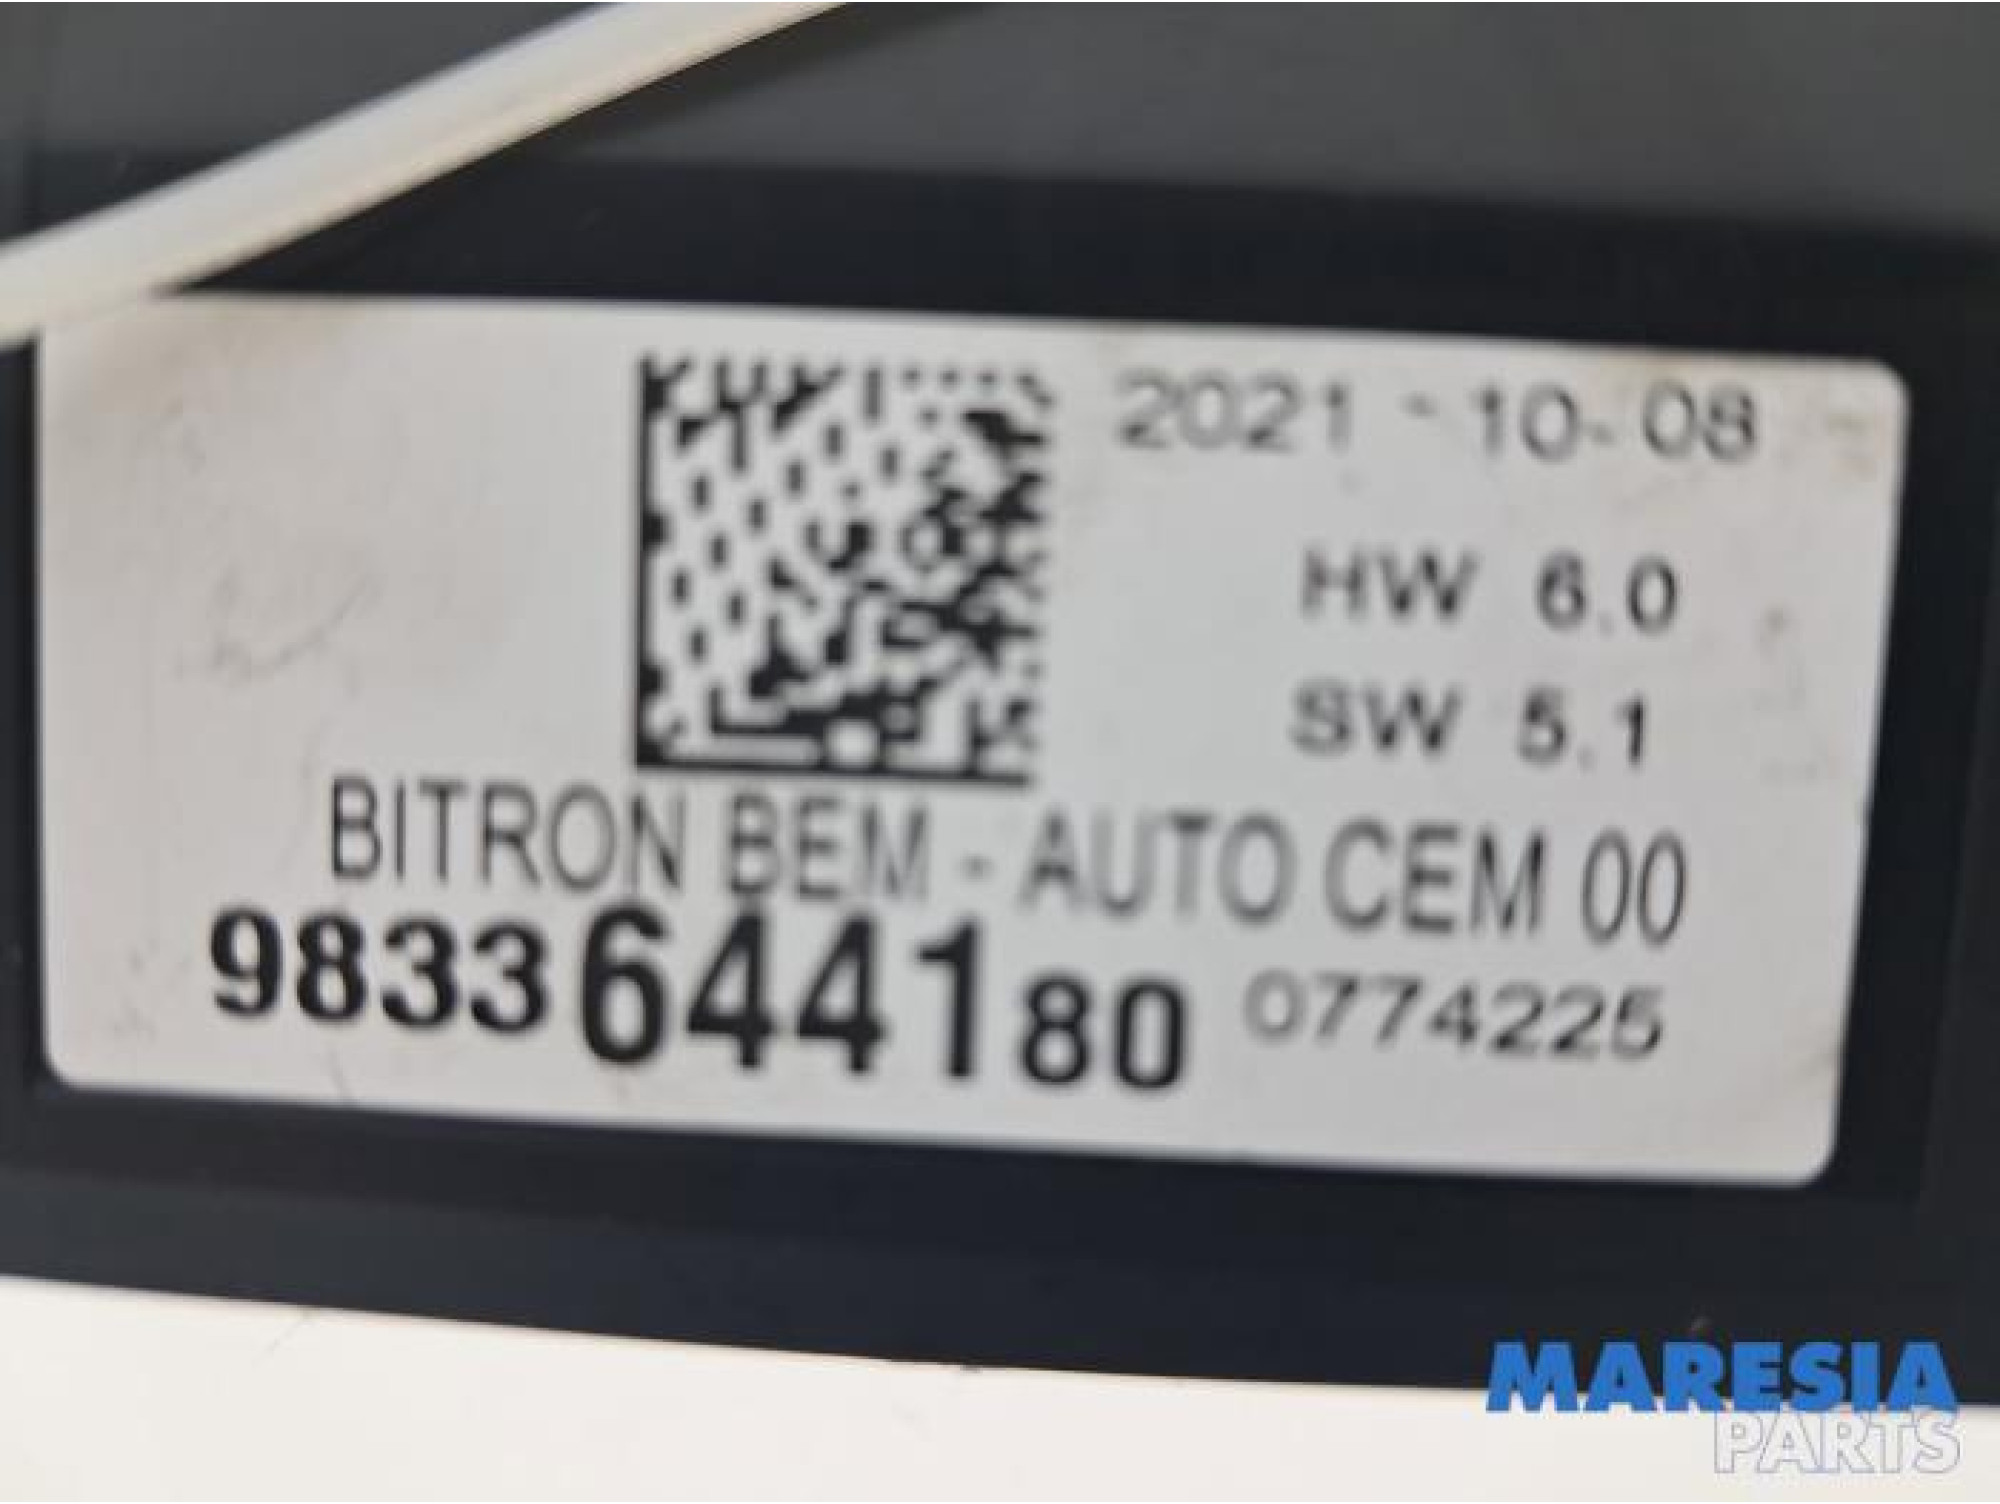 2021-10-08
HW 6.0
SW 5.1
BITRON BEM - AUTO CEM 00
9833644180 0774225
MARESIA
PARTS